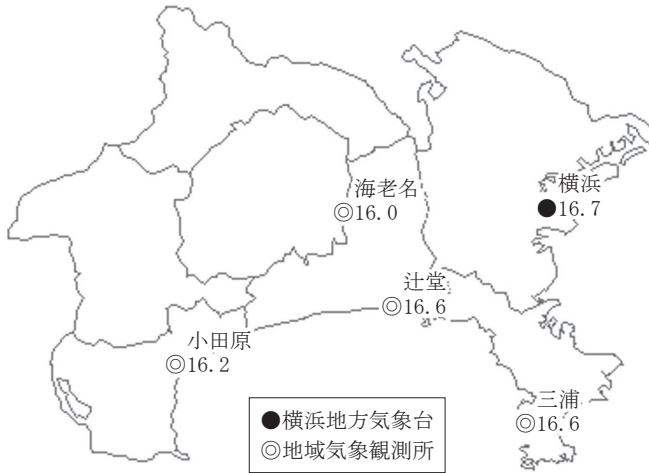 海老名
◎16.0
横浜
●16.7
辻堂
◎16.6
小田原
◎16.2
三浦
◎16.6
●横浜地方気象台
◎地域気象観測所